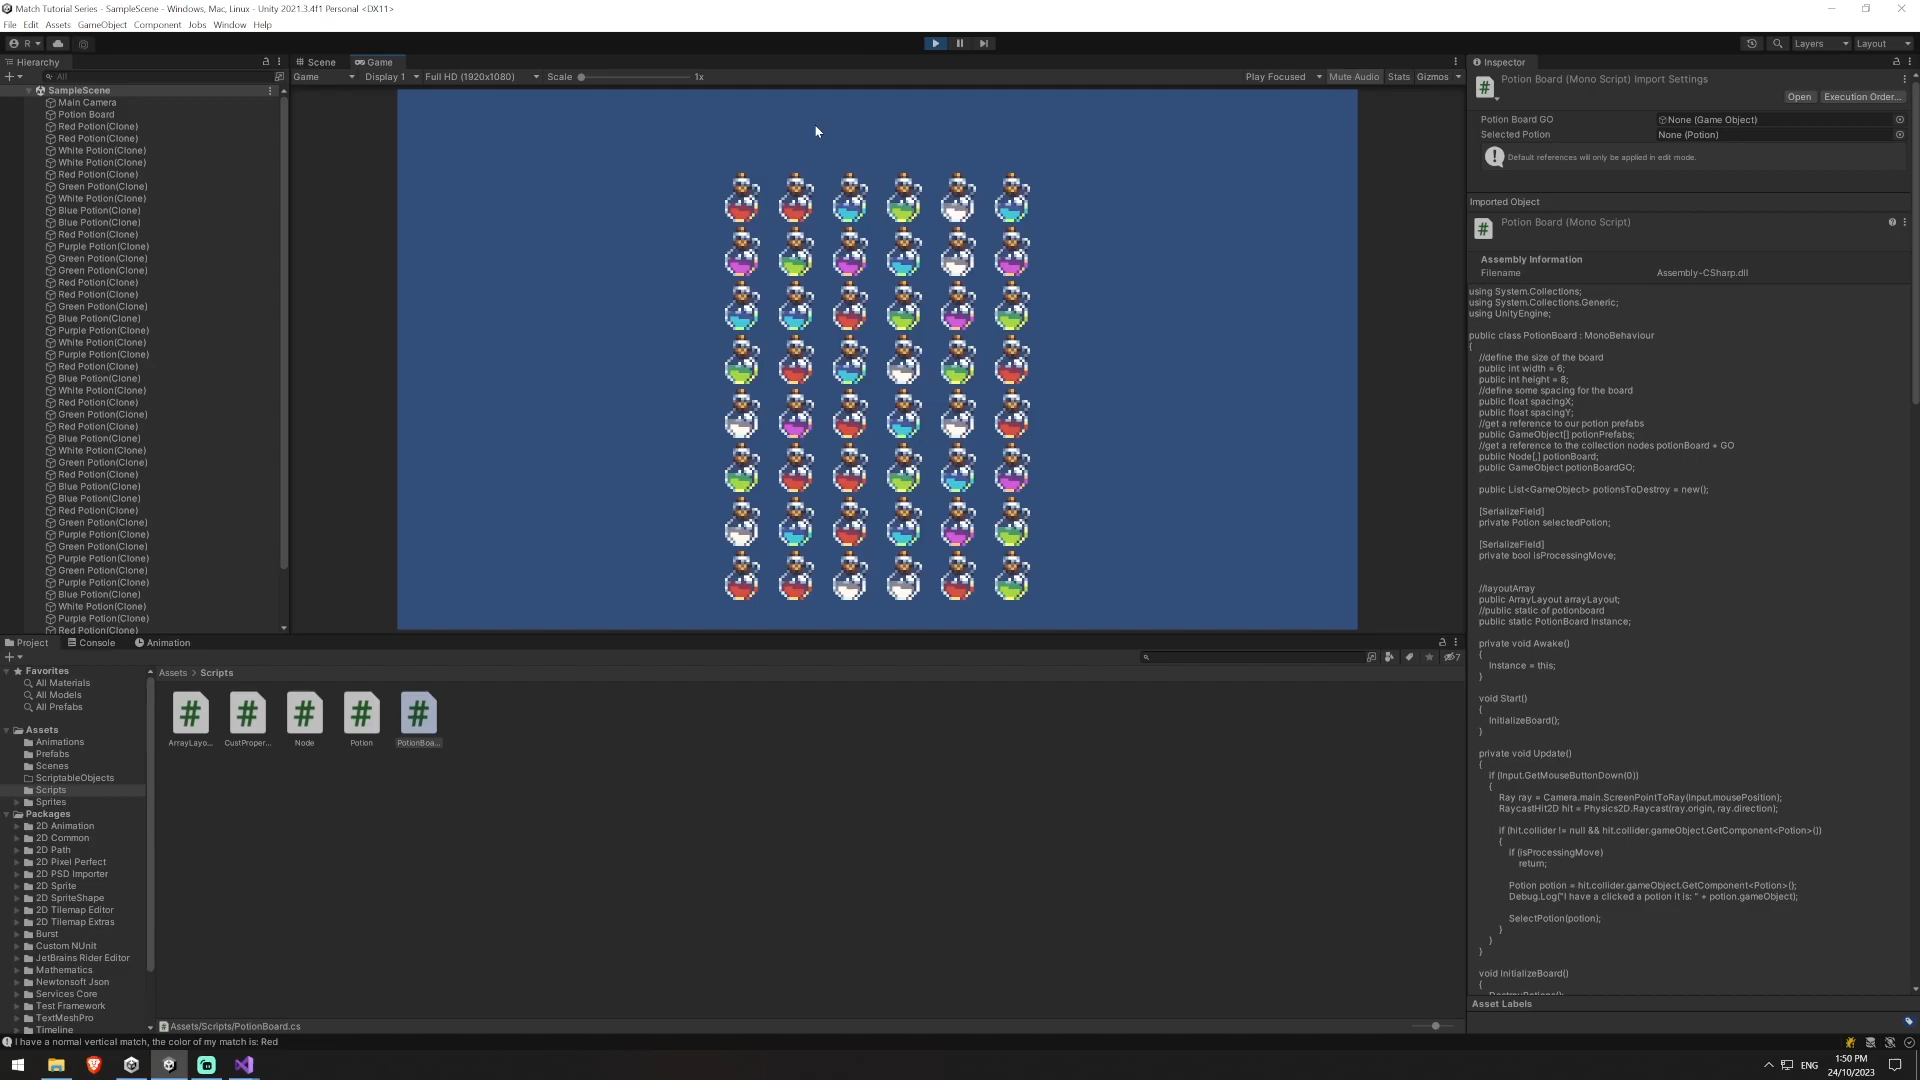 Match Tutorial Series - SampleScene - Windows, Mac, Linux - Unity 2021.3.4f1 Personal <DX11>
File Edit Assets GameObject Component Jobs Window Help
R
Layers
Layout
Hierarchy
All
SampleScene
Main Camera
Potion Board
Red Potion(Clone)
Red Potion(Clone)
White Potion(Clone)
White Potion(Clone)
Red Potion(Clone)
Green Potion(Clone)
White Potion(Clone)
Blue Potion(Clone)
Blue Potion(Clone)
Red Potion(Clone)
Purple Potion(Clone)
Green Potion(Clone)
Green Potion(Clone)
Red Potion(Clone)
Red Potion(Clone)
Green Potion(Clone)
Blue Potion(Clone)
Purple Potion(Clone)
White Potion(Clone)
Purple Potion(Clone)
Red Potion(Clone)
Blue Potion(Clone)
White Potion(Clone)
Red Potion(Clone)
Green Potion(Clone)
Red Potion(Clone)
Blue Potion(Clone)
White Potion(Clone)
Green Potion(Clone)
Red Potion(Clone)
Blue Potion(Clone)
Blue Potion(Clone)
Red Potion(Clone)
Green Potion(Clone)
Purple Potion(Clone)
Green Potion(Clone)
Purple Potion(Clone)
Green Potion(Clone)
Purple Potion(Clone)
Blue Potion(Clone)
White Potion(Clone)
Purple Potion(Clone)
Red Potion(Clone)
Scene Game
Game Display 1 Full HD (1920x1080) Scale 1x Play Focused Mute Audio Stats Gizmos
Inspector
Potion Board (Mono Script) Import Settings
Open Execution Order...
Potion Board GO None (Game Object)
Selected Potion None (Potion)
Default references will only be applied in edit mode.
Imported Object
Potion Board (Mono Script)
Assembly Information
Filename Assembly-CSharp.dll
using System.Collections;
using System.Collections.Generic;
using UnityEngine;
public class PotionBoard : MonoBehaviour
{
//define the size of the board
public int width = 6;
public int height = 8;
//define some spacing for the board
public float spacingX;
public float spacingY;
//get a reference to our potion prefabs
public GameObject[] potionPrefabs;
//get a reference to the collection nodes potionBoard + GO
public Node[,] potionBoard;
public GameObject potionBoardGO;
public List<GameObject> potionsToDestroy = new();
[SerializeField]
private Potion selectedPotion;
[SerializeField]
private bool isProcessingMove;
//layoutArray
public ArrayLayout arrayLayout;
//public static of potionboard
public static PotionBoard Instance;
private void Awake()
{
Instance = this;
}
void Start()
{
InitializeBoard();
}
private void Update()
{
if (Input.GetMouseButtonDown(0))
{
Ray ray = Camera.main.ScreenPointToRay(Input.mousePosition);
RaycastHit2D hit = Physics2D.Raycast(ray.origin, ray.direction);
if (hit.collider != null && hit.collider.gameObject.GetComponent<Potion>())
{
if (isProcessingMove)
return;
Potion potion = hit.collider.gameObject.GetComponent<Potion>();
Debug.Log("I have a clicked a potion it is: " + potion.gameObject);
SelectPotion(potion);
}
}
}
void InitializeBoard()
{
DestroyPotions();
Asset Labels
Project Console Animation
7
Favorites
All Materials
All Models
All Prefabs
Assets
Animations
Prefabs
Scenes
ScriptableObjects
Scripts
Sprites
Packages
2D Animation
2D Common
2D Path
2D Pixel Perfect
2D PSD Importer
2D Sprite
2D SpriteShape
2D Tilemap Editor
2D Tilemap Extras
Burst
Custom NUnit
JetBrains Rider Editor
Mathematics
Newtonsoft Json
Services Core
Test Framework
TextMeshPro
Timeline
Assets > Scripts
ArrayLayo... CustProper... Node Potion PotionBoa...
Assets/Scripts/PotionBoard.cs
I have a normal vertical match, the color of my match is: Red
ENG
1:50 PM
24/10/2023